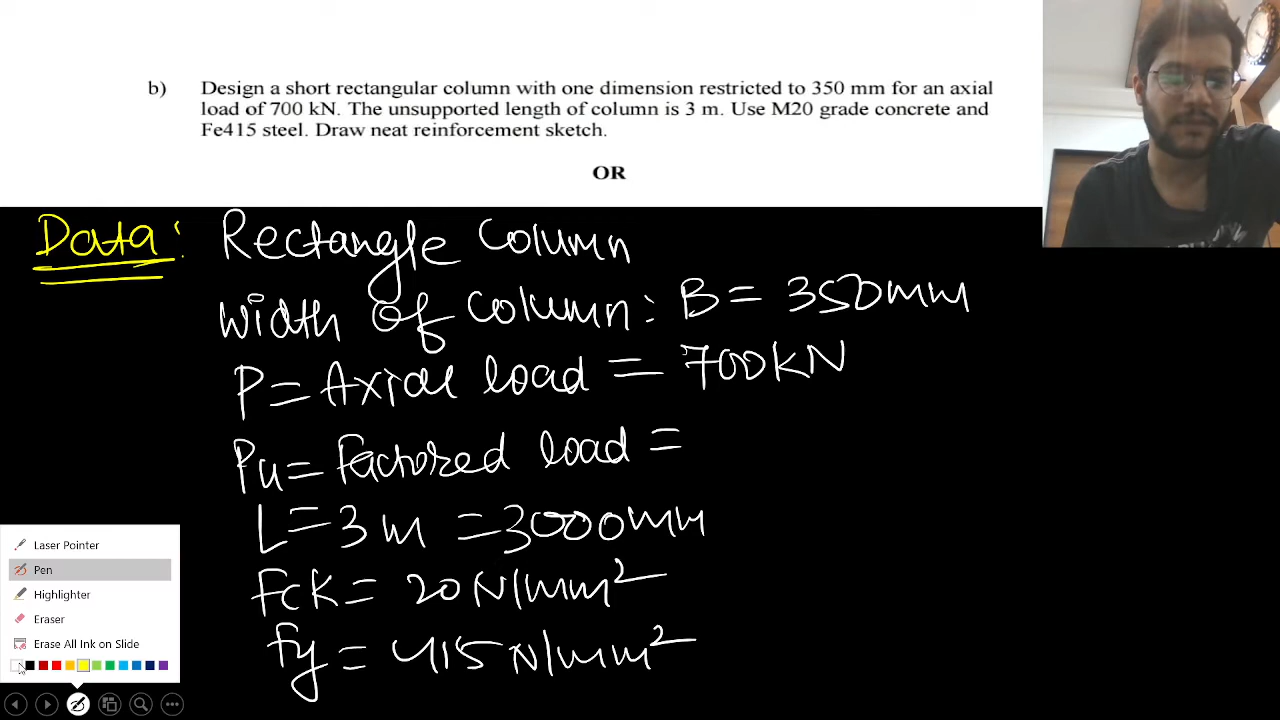 b) Design a short rectangular column with one dimension restricted to 350 mm for an axial
load of 700 kN. The unsupported length of column is 3 m. Use M20 grade concrete and
Fe415 steel. Draw neat reinforcement sketch.
OR
Data: Rectangle Column
Width of column: B = 350mm
P = Axial load = 700KN
Pu = Factored load =
L = 3 m = 3000mm
Fck = 20 N/mm²
Fy = 415 N/mm²
Laser Pointer
Pen
Highlighter
Eraser
Erase All Ink on Slide